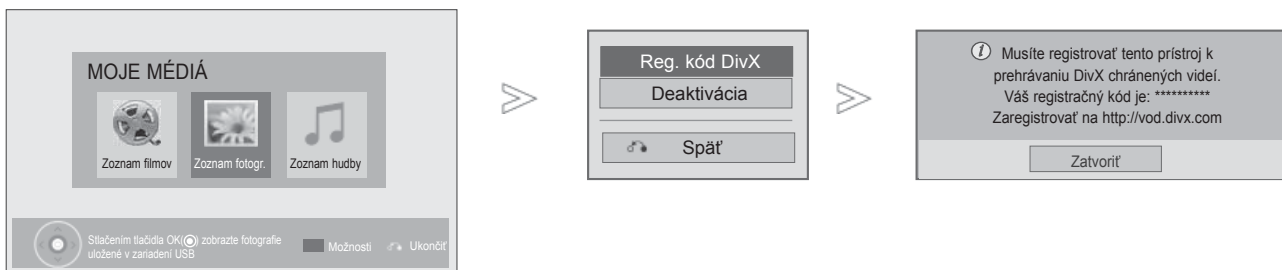 MOJE MÉDIÁ
Zoznam filmov
Zoznam fotogr.
Zoznam hudby
Stlačením tlačidla OK(◉) zobrazte fotografie
uložené v zariadení USB
Možnosti
Ukončiť
Reg. kód DivX
Deaktivácia
Späť
Musíte registrovať tento prístroj k
prehrávaniu DivX chránených videí.
Váš registračný kód je: **********
Zaregistrovať na http://vod.divx.com
Zatvoriť